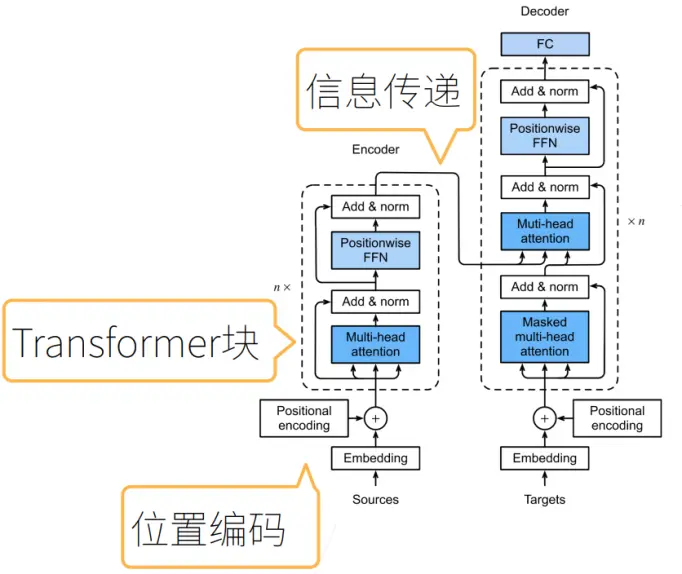 Decoder
FC
信息传递
Add & norm
Positionwise
FFN
Encoder
Add & norm
Add & norm
Muti-head
attention
× n
Positionwise
FFN
n ×
Add & norm
Add & norm
Transformer块
Multi-head
attention
Masked
multi-head
attention
Positional
encoding
+
+
Positional
encoding
Embedding
Embedding
位置编码
Sources
Targets